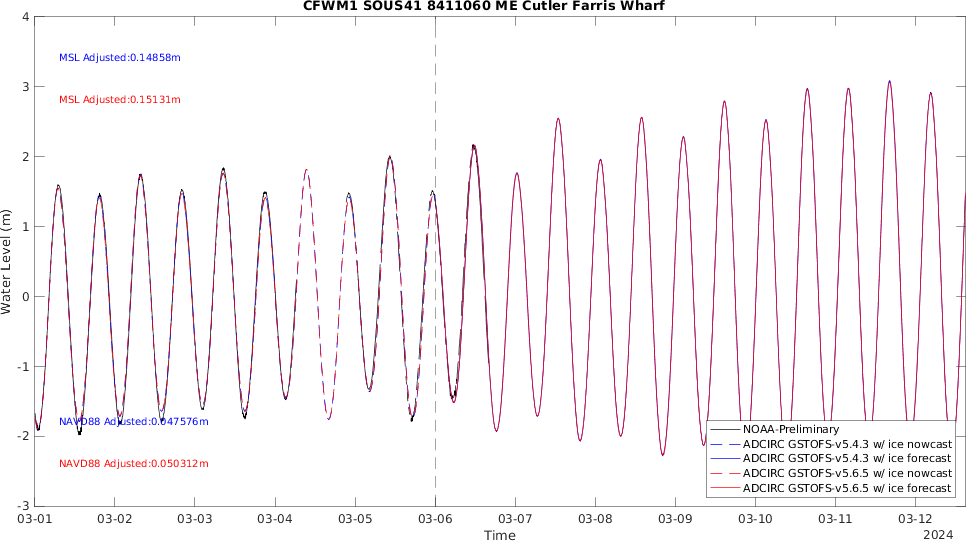 CFWM1 SOUS41 8411060 ME Cutler Farris Wharf
4
3
2
1
0
-1
-2
-3
Water Level (m)
MSL Adjusted:0.14858m
MSL Adjusted:0.15131m
NAVD88 Adjusted:0.047576m
NAVD88 Adjusted:0.050312m
NOAA-Preliminary
ADCIRC GSTOFS-v5.4.3 w/ ice nowcast
ADCIRC GSTOFS-v5.4.3 w/ ice forecast
ADCIRC GSTOFS-v5.6.5 w/ ice nowcast
ADCIRC GSTOFS-v5.6.5 w/ ice forecast
03-01 03-02 03-03 03-04 03-05 03-06 03-07 03-08 03-09 03-10 03-11 03-12
Time
2024